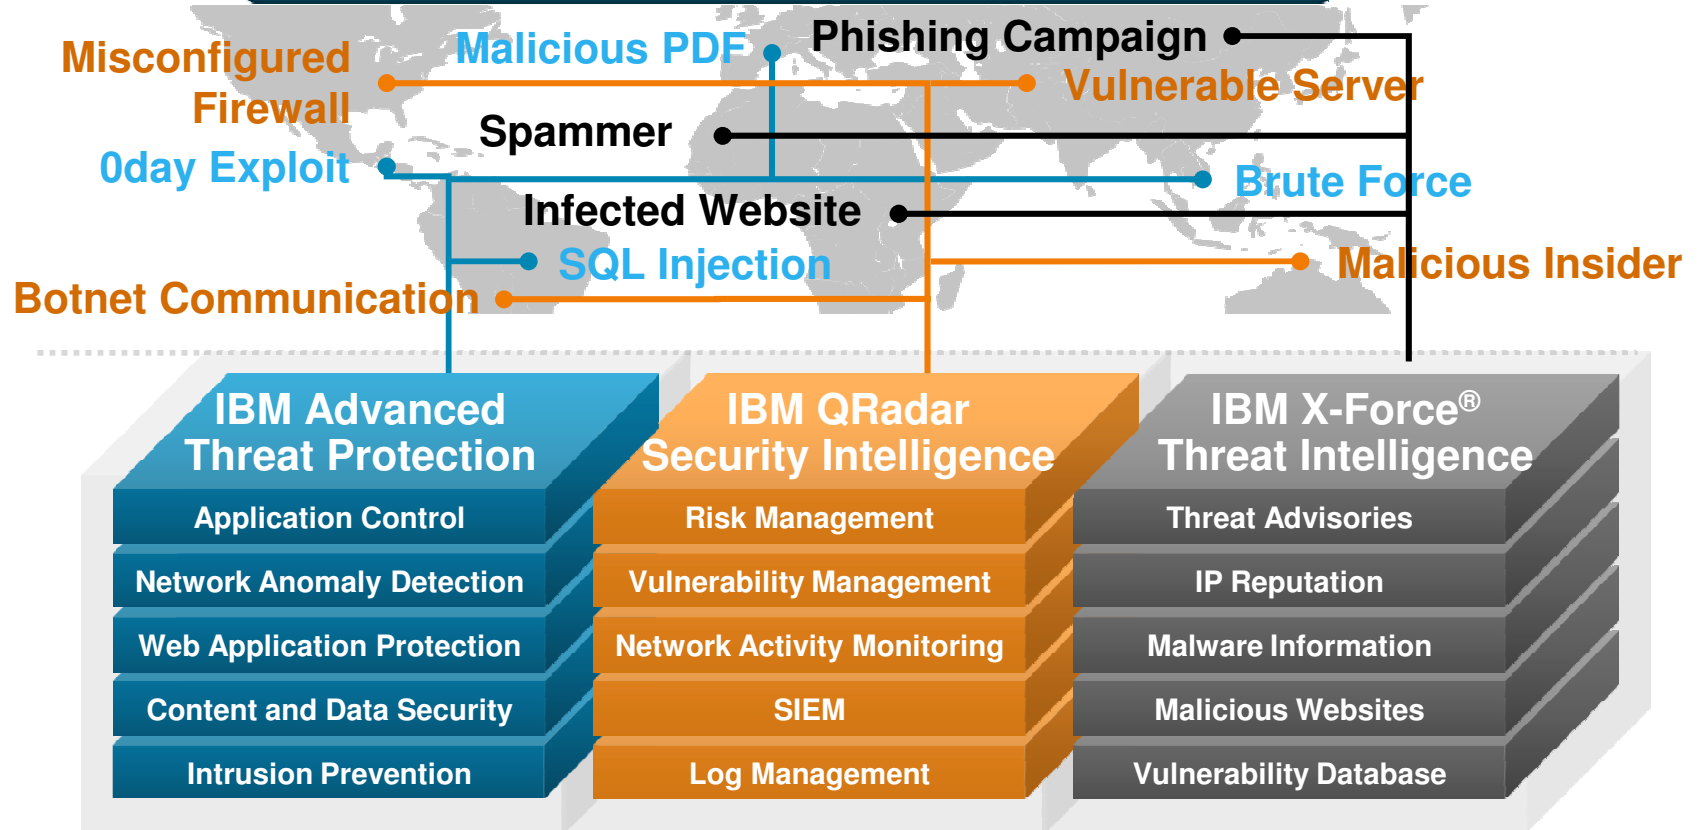 Phishing Campaign
Malicious PDF
Misconfigured
Firewall
Vulnerable Server
Spammer
0day Exploit
Brute Force
Infected Website
SQL Injection
Malicious Insider
Botnet Communication
IBM Advanced
Threat Protection
Application Control
Network Anomaly Detection
Web Application Protection
Content and Data Security
Intrusion Prevention
IBM QRadar
Security Intelligence
Risk Management
Vulnerability Management
Network Activity Monitoring
SIEM
Log Management
IBM X-Force®
Threat Intelligence
Threat Advisories
IP Reputation
Malware Information
Malicious Websites
Vulnerability Database